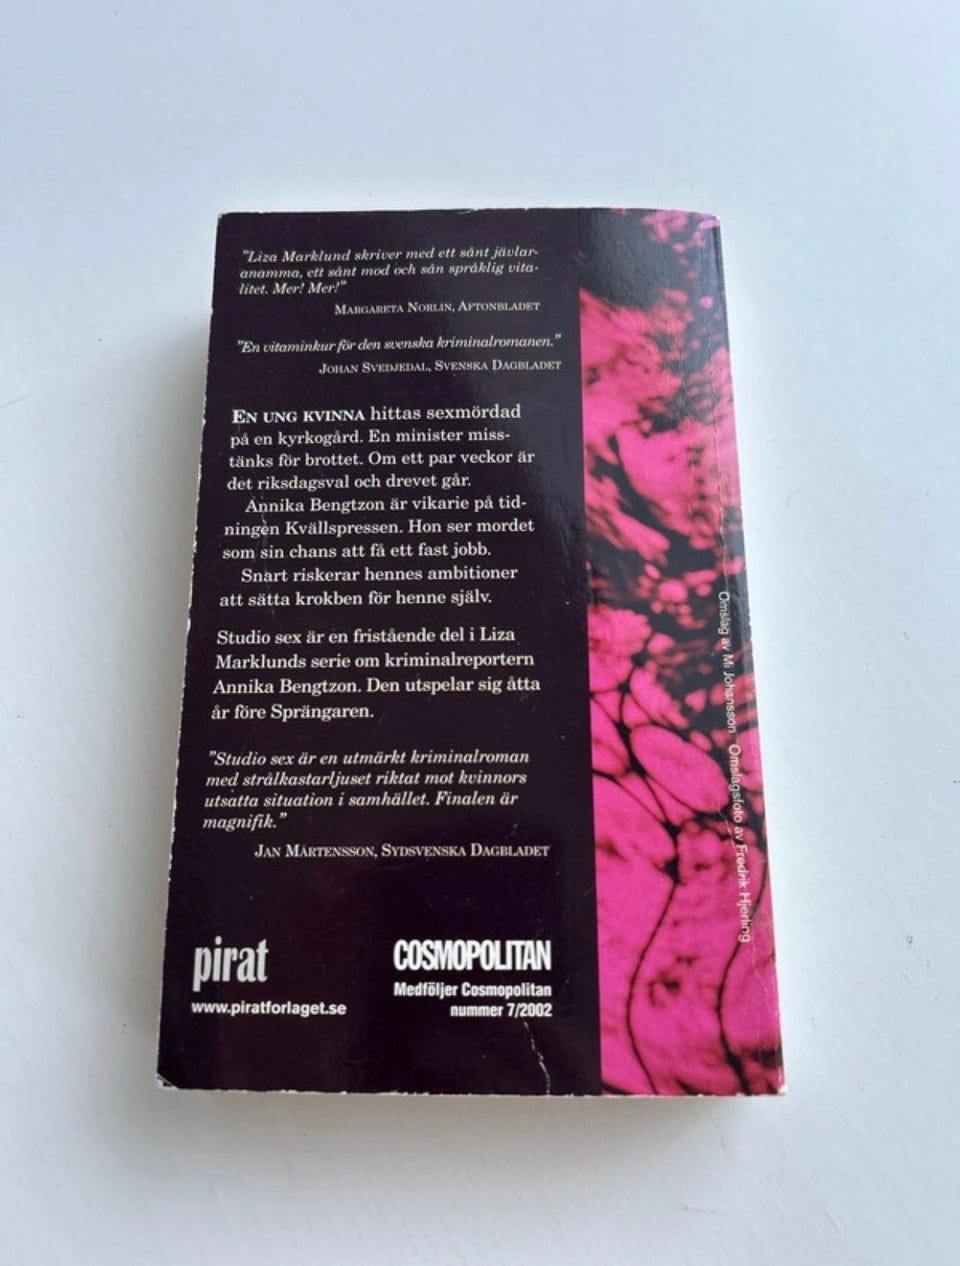 "Liza Marklund skriver med ett sånt jävlar-
anamma, ett sånt mod och sån språklig vita-
litet. Mer! Mer!"
MARGARETA NORLIN, AFTONBLADET
"En vitaminkur för den svenska kriminalromanen."
JOHAN SVEDJEDAL, SVENSKA DAGBLADET
EN UNG KVINNA hittas sexmördad
på en kyrkogård. En minister miss-
tänks för brottet. Om ett par veckor är
det riksdagsval och drevet går.
Annika Bengtzon är vikarie på tid-
ningen Kvällspressen. Hon ser mordet
som sin chans att få ett fast jobb.
Snart riskerar hennes ambitioner
att sätta krokben för henne själv.
Studio sex är en fristående del i Liza
Marklunds serie om kriminalreportern
Annika Bengtzon. Den utspelar sig åtta
år före Sprängaren.
"Studio sex är en utmärkt kriminalroman
med strålkastarljuset riktat mot kvinnors
utsatta situation i samhället. Finalen är
magnifik."
JAN MÅRTENSSON, SYDSVENSKA DAGBLADET
pirat
www.piratforlaget.se
COSMOPOLITAN
Medföljer Cosmopolitan
nummer 7/2002
Omslag av Mi Johansson Omslagsfoto av Fredrik Hjerling